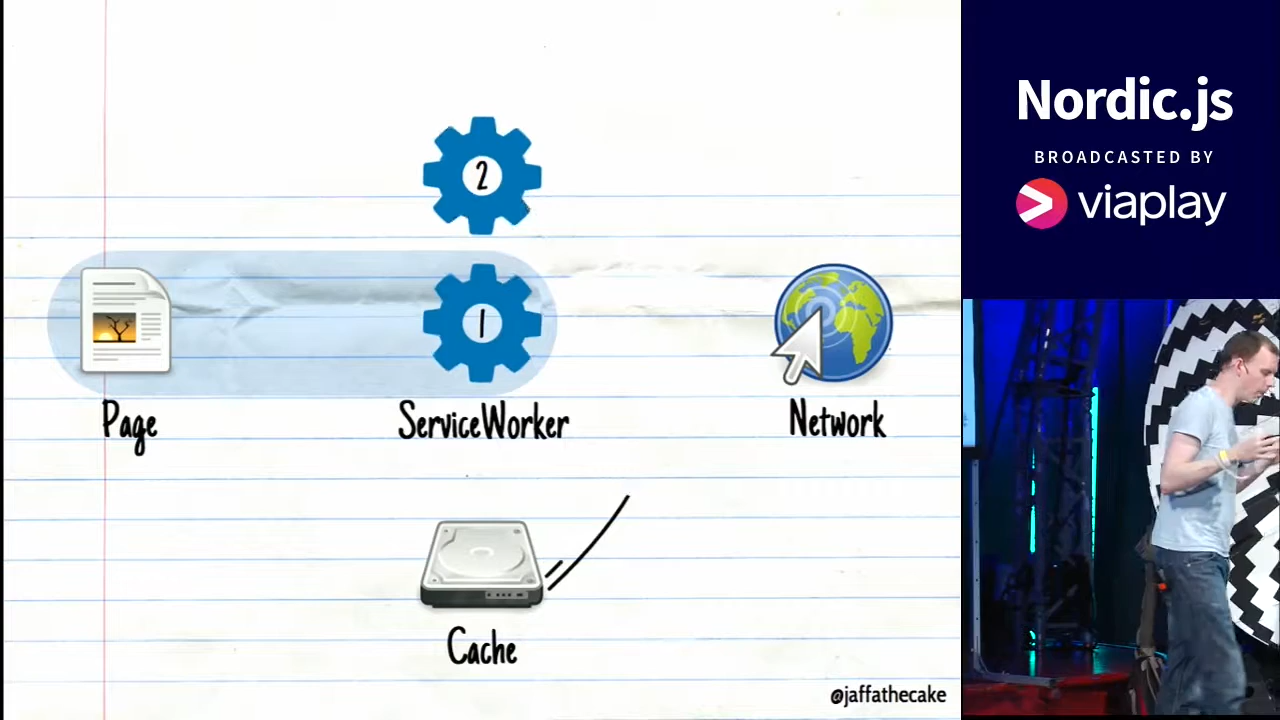 2
1
Page
ServiceWorker
Network
Cache
@jaffathecake
Nordic.js
BROADCASTED BY
viaplay